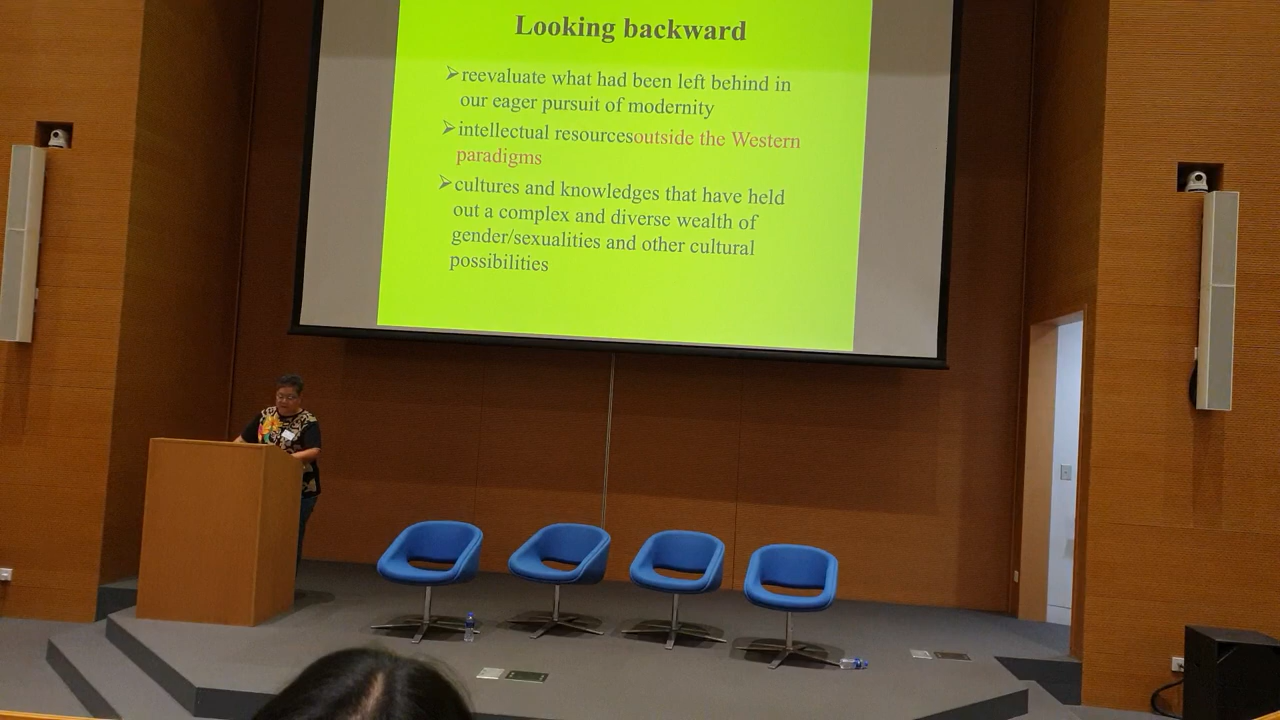 Looking backward
➢reevaluate what had been left behind in
our eager pursuit of modernity
➢intellectual resourcesoutside the Western
paradigms
➢cultures and knowledges that have held
out a complex and diverse wealth of
gender/sexualities and other cultural
possibilities